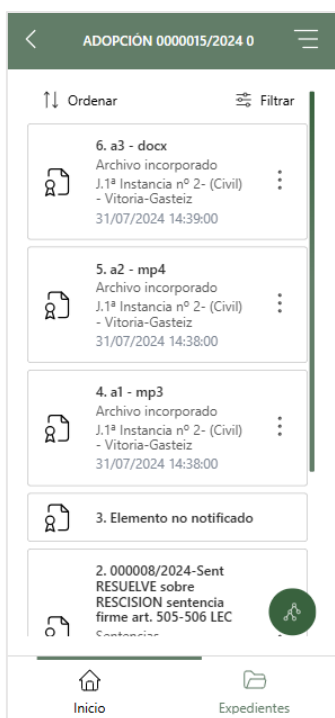 ADOPCIÓN 0000015/2024 0
Ordenar
Filtrar
6. a3 - docx
Archivo incorporado
J.1ª Instancia nº 2- (Civil)
- Vitoria-Gasteiz
31/07/2024 14:39:00
5. a2 - mp4
Archivo incorporado
J.1ª Instancia nº 2- (Civil)
- Vitoria-Gasteiz
31/07/2024 14:38:00
4. a1 - mp3
Archivo incorporado
J.1ª Instancia nº 2- (Civil)
- Vitoria-Gasteiz
31/07/2024 14:38:00
3. Elemento no notificado
2. 000008/2024-Sent
RESUELVE sobre
RESCISION sentencia
firme art. 505-506 LEC
Sentencias
Inicio
Expedientes